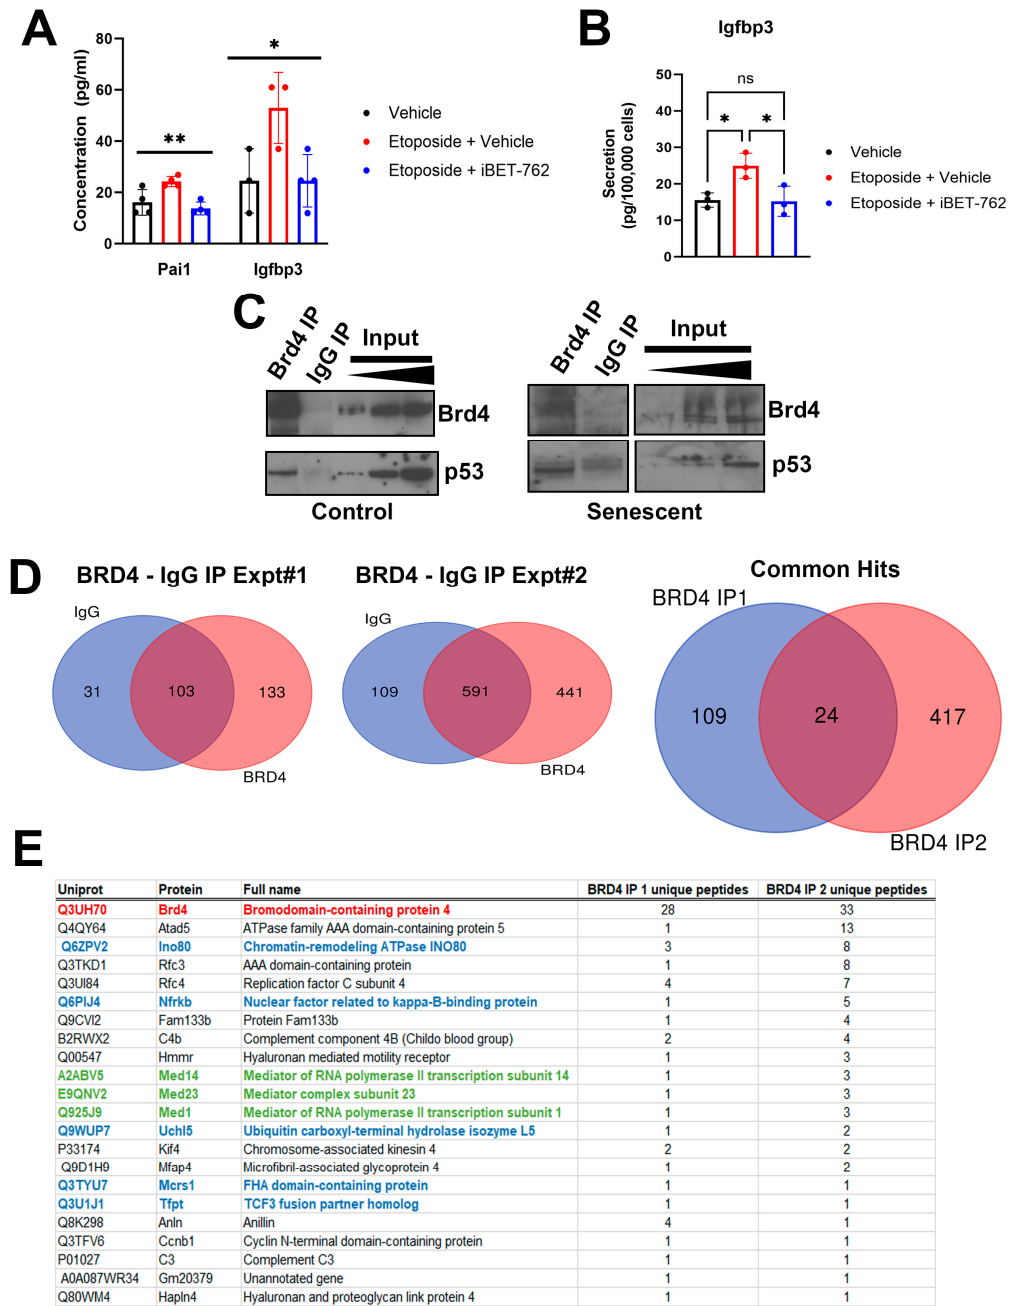 A
B
Igfbp3
Concentration (pg/ml)
80
60
40
20
0
**
*
Pai1
Igfbp3
Vehicle
Etoposide + Vehicle
Etoposide + iBET-762
Secretion
(pg/100,000 cells)
50
40
30
20
10
0
ns
*
*
Vehicle
Etoposide + Vehicle
Etoposide + iBET-762
C
Brd4 IP
IgG IP
Input
Brd4
p53
Control
Brd4 IP
IgG IP
Input
Brd4
p53
Senescent
D
BRD4 - IgG IP Expt#1
IgG
31
103
133
BRD4
BRD4 - IgG IP Expt#2
IgG
109
591
441
BRD4
Common Hits
BRD4 IP1
109
24
417
BRD4 IP2
E
Uniprot Protein Full name BRD4 IP 1 unique peptides BRD4 IP 2 unique peptides
Q3UH70 Brd4 Bromodomain-containing protein 4 28 33
Q4QY64 Atad5 ATPase family AAA domain-containing protein 5 1 13
Q6ZPV2 Ino80 Chromatin-remodeling ATPase INO80 3 8
Q3TKD1 Rfc3 AAA domain-containing protein 1 8
Q3UI84 Rfc4 Replication factor C subunit 4 4 7
Q6PIJ4 Nfrkb Nuclear factor related to kappa-B-binding protein 1 5
Q9CVI2 Fam133b Protein Fam133b 1 4
B2RWX2 C4b Complement component 4B (Childo blood group) 2 4
Q00547 Hmmr Hyaluronan mediated motility receptor 1 3
A2ABV5 Med14 Mediator of RNA polymerase II transcription subunit 14 1 3
E9QNV2 Med23 Mediator complex subunit 23 1 3
Q925J9 Med1 Mediator of RNA polymerase II transcription subunit 1 1 3
Q9WUP7 Uchl5 Ubiquitin carboxyl-terminal hydrolase isozyme L5 1 2
P33174 Kif4 Chromosome-associated kinesin 4 2 2
Q9D1H9 Mfap4 Microfibril-associated glycoprotein 4 1 2
Q3TYU7 Mcrs1 FHA domain-containing protein 1 1
Q3U1J1 Tfpt TCF3 fusion partner homolog 1 1
Q8K298 Anln Anillin 4 1
Q3TFV6 Ccnb1 Cyclin N-terminal domain-containing protein 1 1
P01027 C3 Complement C3 1 1
A0A087WR34 Gm20379 Unannotated gene 1 1
Q80WM4 Hapln4 Hyaluronan and proteoglycan link protein 4 1 1